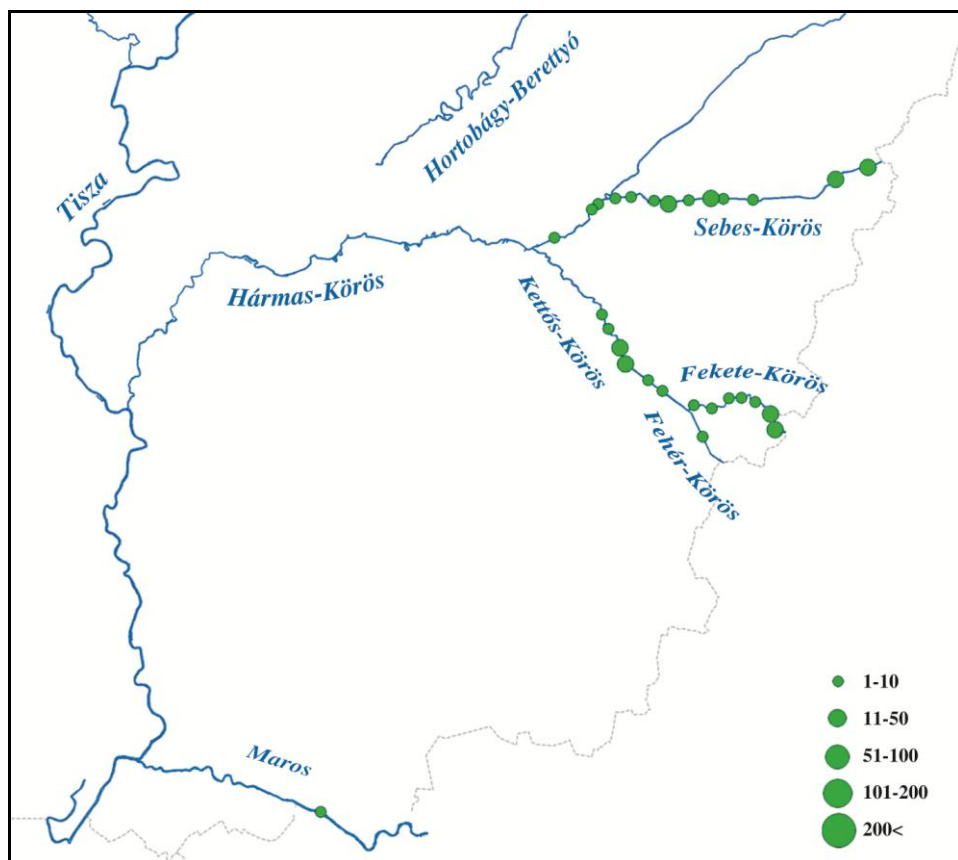 Hortobágy-Berettyó
Tisza
Sebes-Körös
Hármas-Körös
Kettős-Körös
Fekete-Körös
Fehér-Körös
Maros
1-10
11-50
51-100
101-200
200<